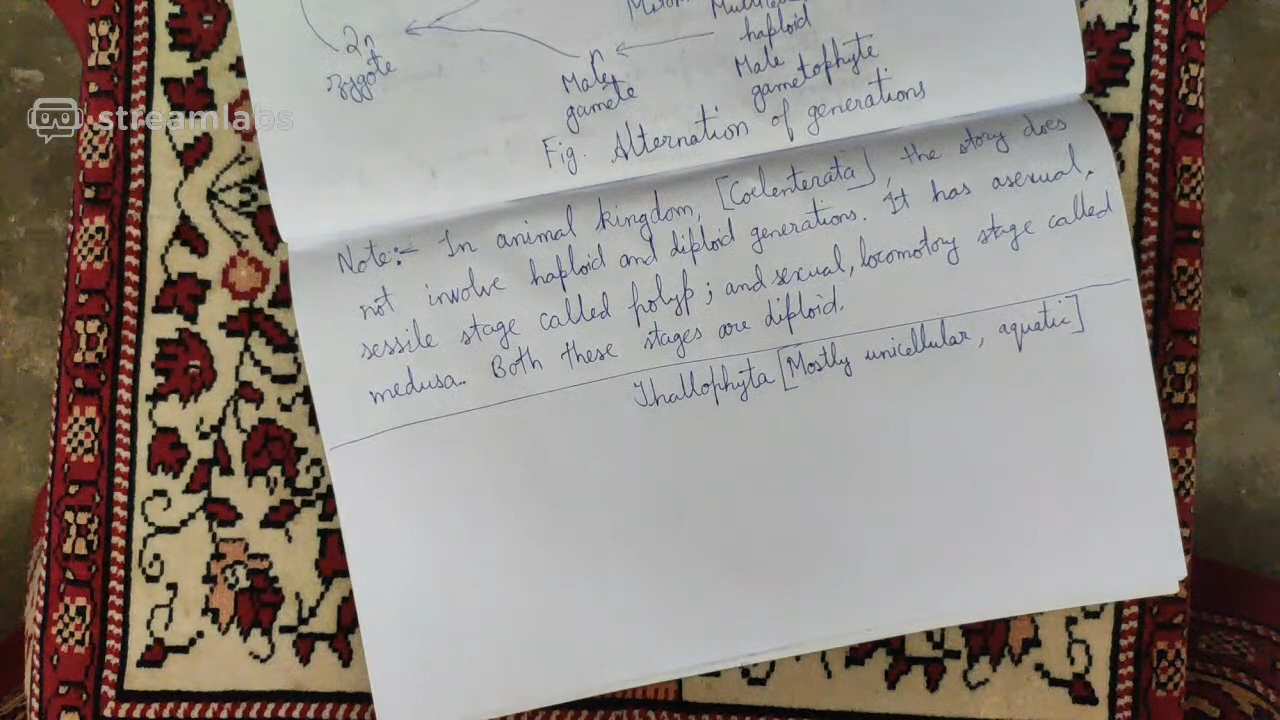 2n
zygote
n
Male
gamete
haploid
Male
gametophyte
Fig. Alternation of generations
Note:- In animal kingdom, [Coelenterata], the story does
not involve haploid and diploid generations. It has asexual,
sessile stage called polyp; and sexual, locomotory stage called
medusa. Both these stages are diploid.
Thallophyta [Mostly unicellular, aquatic]
streamlabs